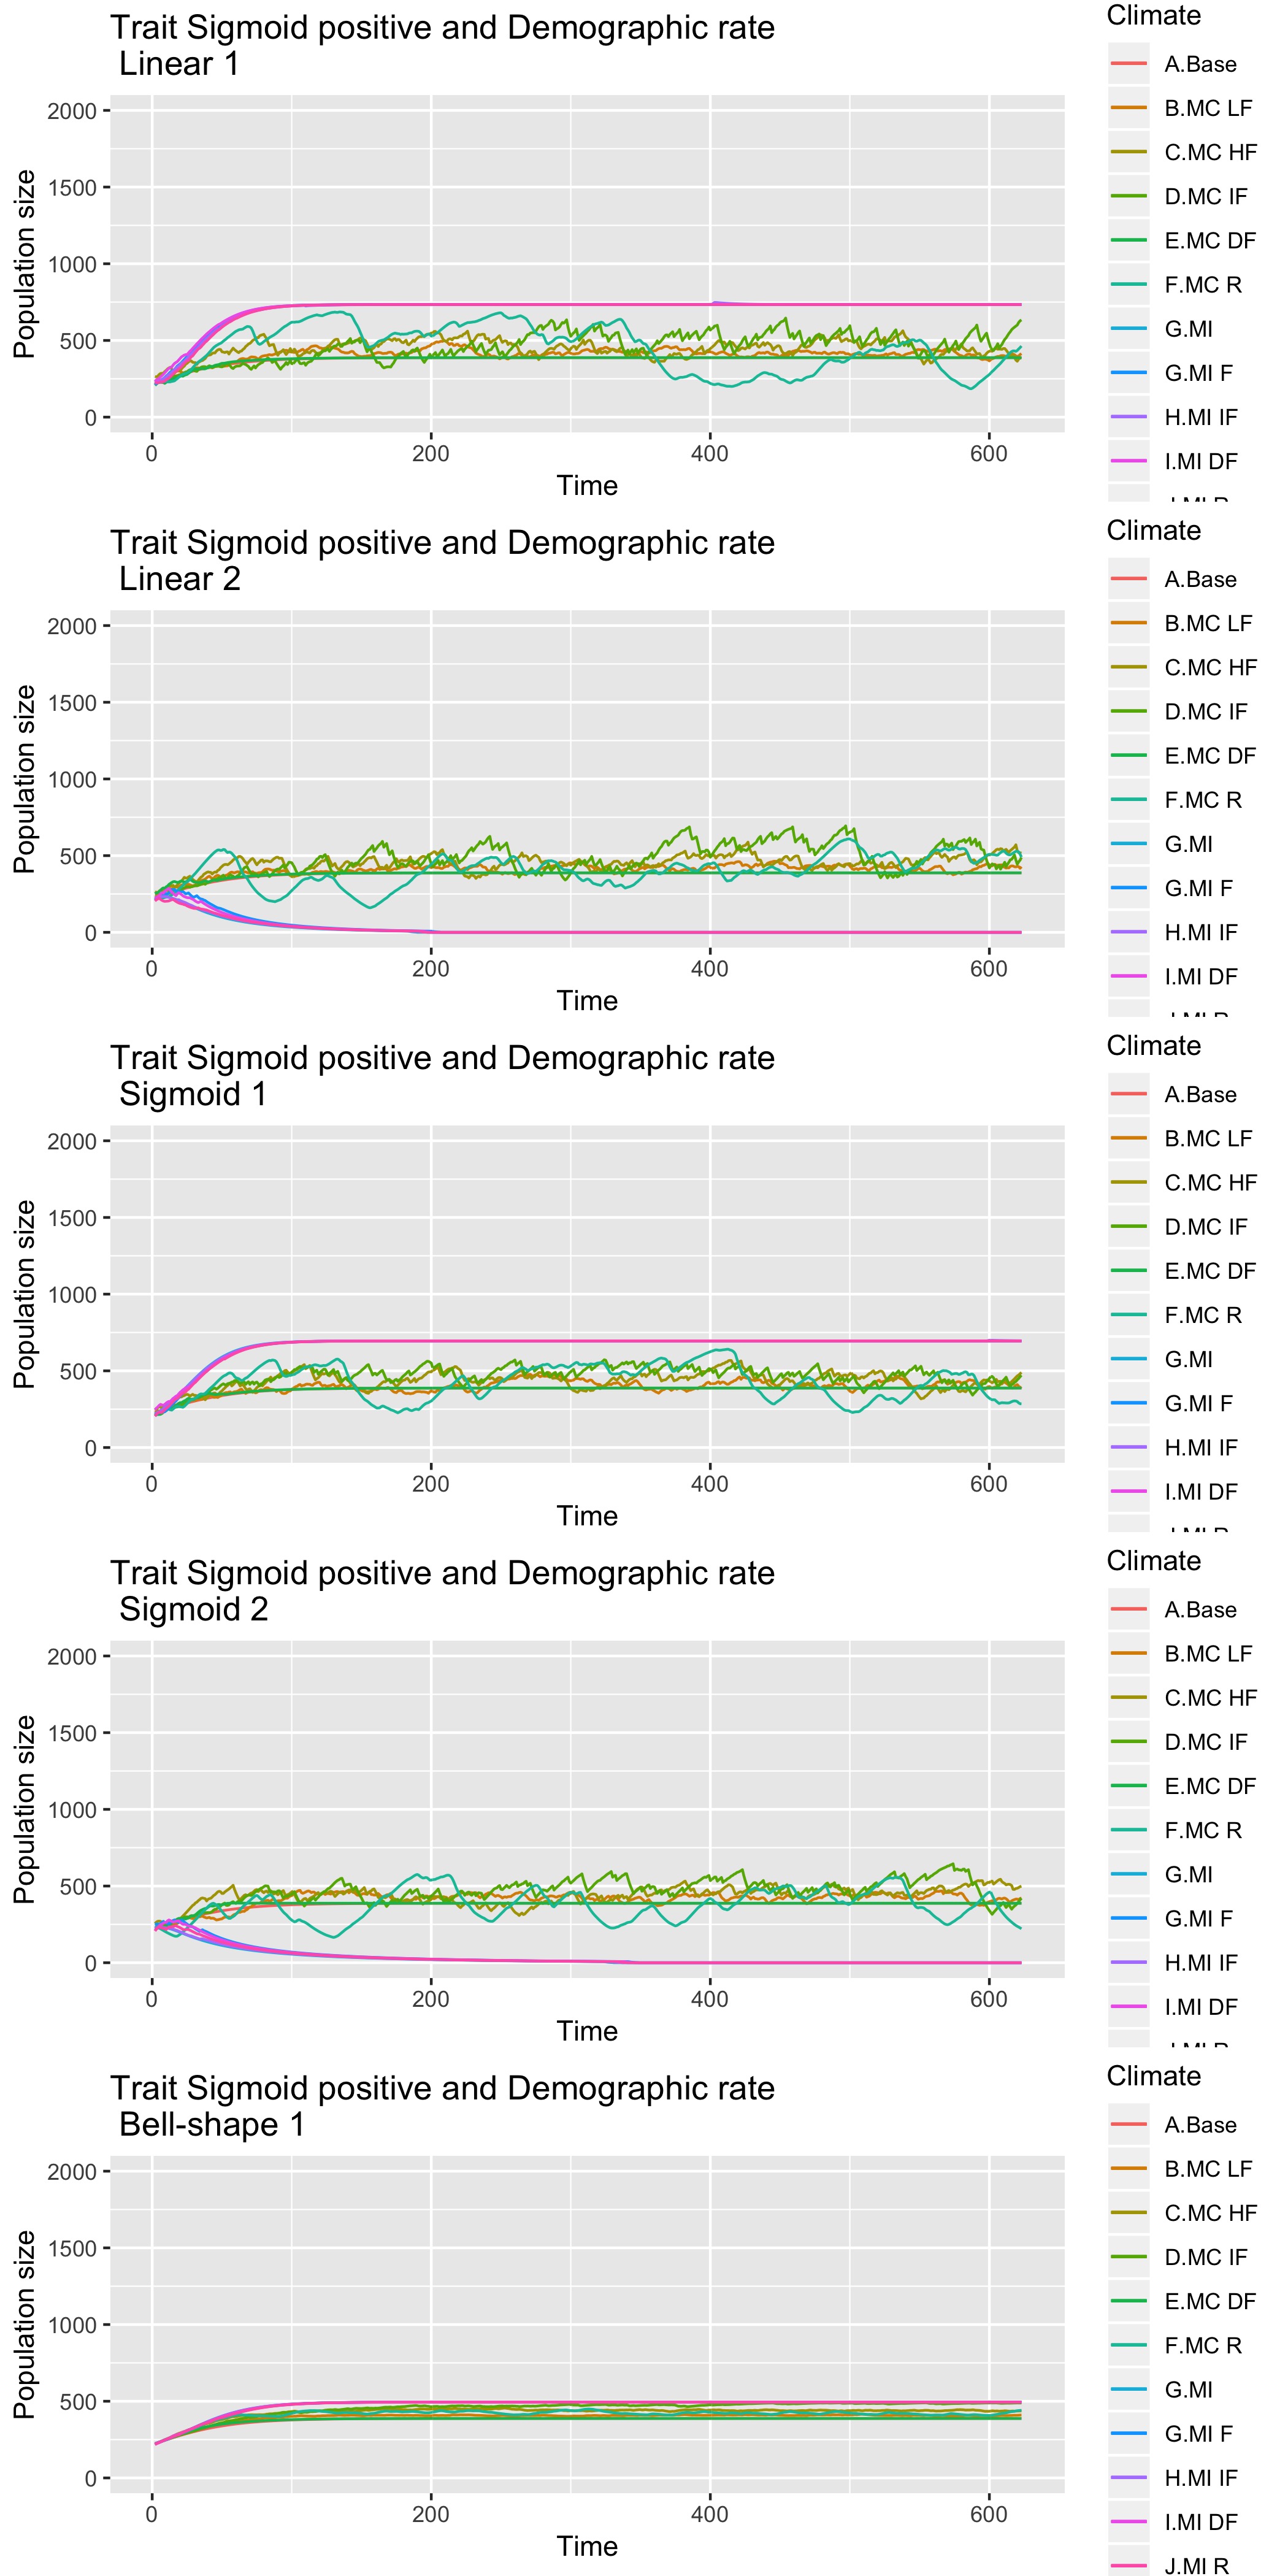 Trait Sigmoid positive and Demographic rate
Linear 1
Climate
A.Base
B.MC LF
C.MC HF
D.MC IF
E.MC DF
F.MC R
G.MI
G.MI F
H.MI IF
I.MI DF
Population size
2000
1500
1000
500
0
0 200 400 600
Time
Trait Sigmoid positive and Demographic rate
Linear 2
Climate
A.Base
B.MC LF
C.MC HF
D.MC IF
E.MC DF
F.MC R
G.MI
G.MI F
H.MI IF
I.MI DF
Population size
2000
1500
1000
500
0
0 200 400 600
Time
Trait Sigmoid positive and Demographic rate
Sigmoid 1
Climate
A.Base
B.MC LF
C.MC HF
D.MC IF
E.MC DF
F.MC R
G.MI
G.MI F
H.MI IF
I.MI DF
Population size
2000
1500
1000
500
0
0 200 400 600
Time
Trait Sigmoid positive and Demographic rate
Sigmoid 2
Climate
A.Base
B.MC LF
C.MC HF
D.MC IF
E.MC DF
F.MC R
G.MI
G.MI F
H.MI IF
I.MI DF
Population size
2000
1500
1000
500
0
0 200 400 600
Time
Trait Sigmoid positive and Demographic rate
Bell-shape 1
Climate
A.Base
B.MC LF
C.MC HF
D.MC IF
E.MC DF
F.MC R
G.MI
G.MI F
H.MI IF
I.MI DF
J.MI R
Population size
2000
1500
1000
500
0
0 200 400 600
Time